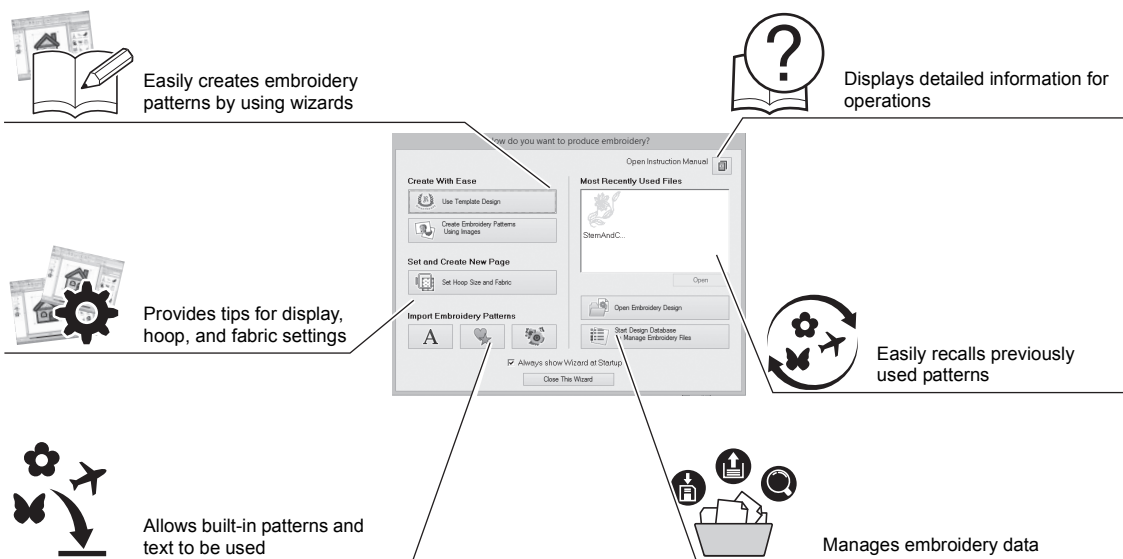 Easily creates embroidery
patterns by using wizards
Displays detailed information for
operations
How do you want to produce embroidery?
Open Instruction Manual
Create With Ease
Most Recently Used Files
Use Template Design
Create Embroidery Patterns
Using Images
StemAndC...
Set and Create New Page
Open
Set Hoop Size and Fabric
Provides tips for display,
hoop, and fabric settings
Open Embroidery Design
Import Embroidery Patterns
Start Design Database
Manage Embroidery Files
A
Easily recalls previously
used patterns
Always show Wizard at Startup
Close This Wizard
Allows built-in patterns and
text to be used
Manages embroidery data